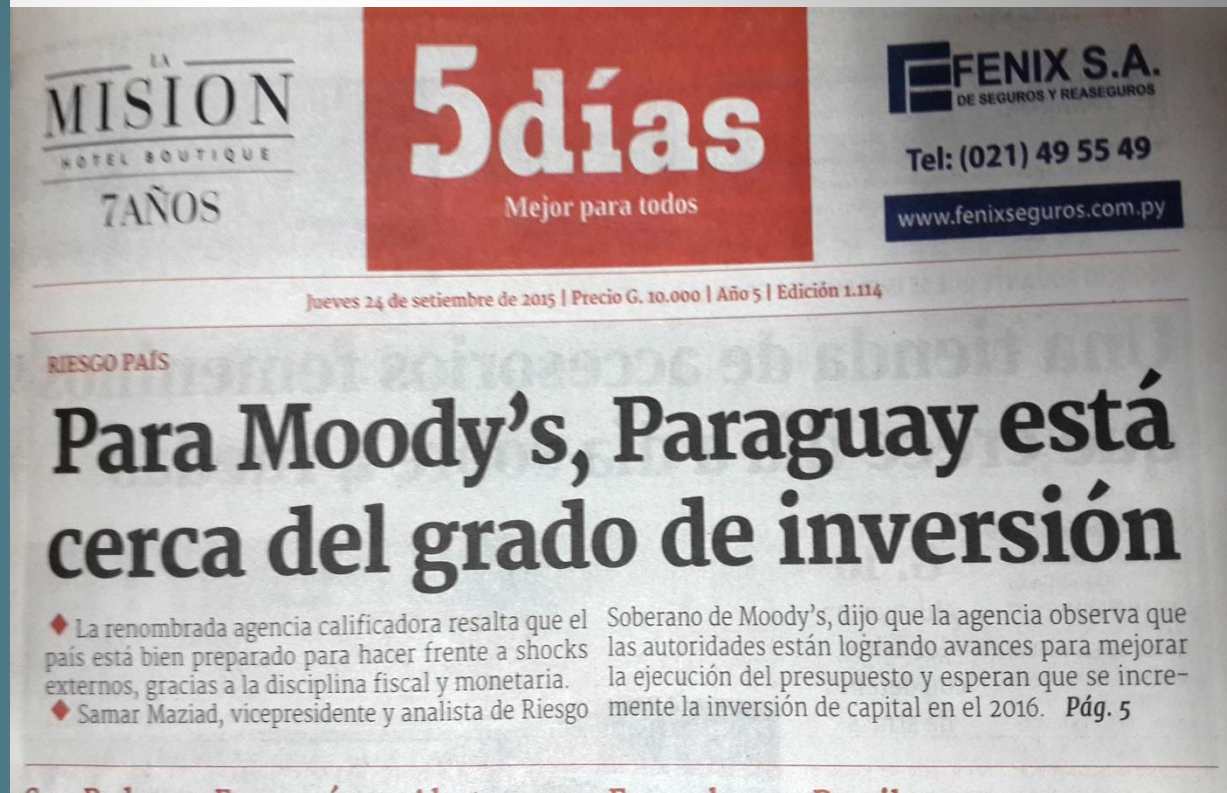 LA
MISION
HOTEL BOUTIQUE
7AÑOS
5días
Mejor para todos
FENIX S.A.
DE SEGUROS Y REASEGUROS
Tel: (021) 49 55 49
www.fenixseguros.com.py
Jueves 24 de setiembre de 2015 | Precio G. 10.000 | Año 5 | Edición 1.114
RIESGO PAÍS
Para Moody's, Paraguay está
cerca del grado de inversión
♦ La renombrada agencia calificadora resalta que el
país está bien preparado para hacer frente a shocks
externos, gracias a la disciplina fiscal y monetaria.
♦ Samar Maziad, vicepresidente y analista de Riesgo
Soberano de Moody's, dijo que la agencia observa que
las autoridades están logrando avances para mejorar
la ejecución del presupuesto y esperan que se incre-
mente la inversión de capital en el 2016. Pág. 5